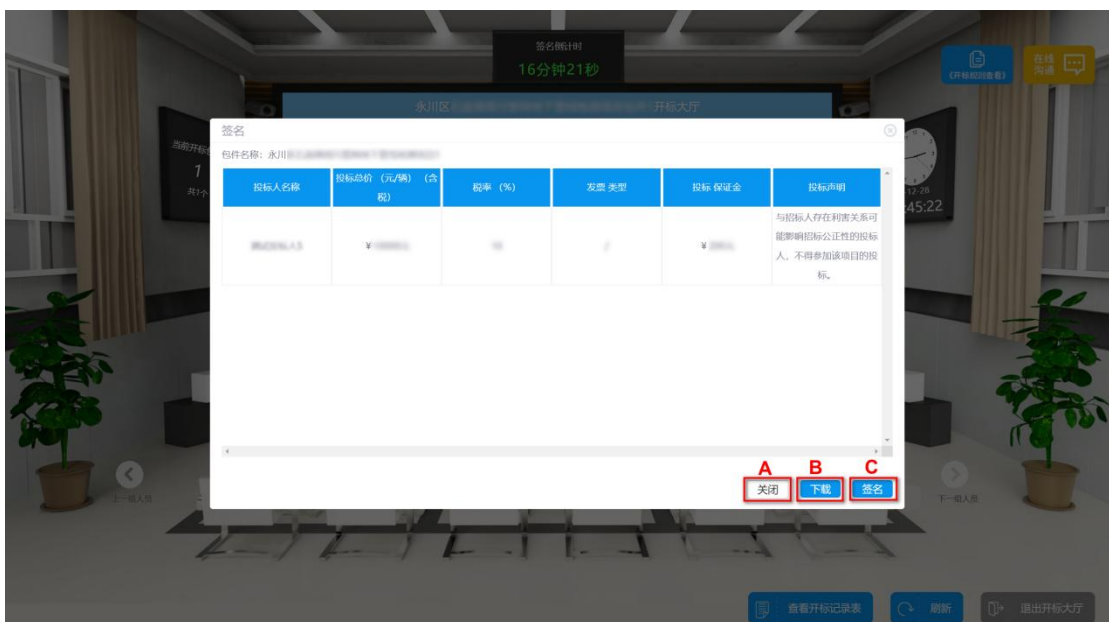 签名倒计时
16分钟21秒
《开标规则查看》
在线
沟通
永川区
开标大厅
当前开标
1
共1个
签名
包件名称：永川
投标人名称
投标总价（元/辆）（含
税）
税率（%）
发票 类型
投标 保证金
投标声明
¥
¥
与招标人存在利害关系可
能影响招标公正性的投标
人，不得参加该项目的投
标。
12-28
:45:22
A
B
C
关闭
下载
签名
上一组人员
下一组人员
查看开标记录表
刷新
退出开标大厅